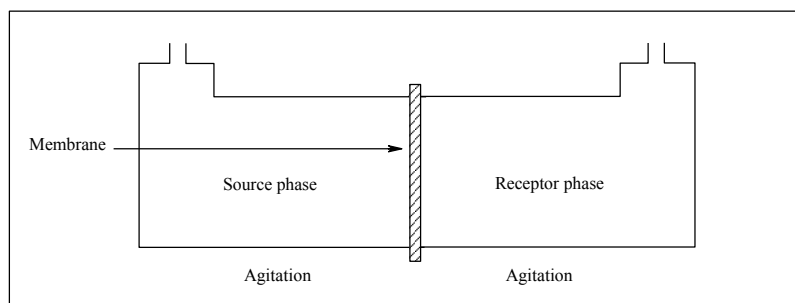 Membrane
Source phase
Receptor phase
Agitation
Agitation